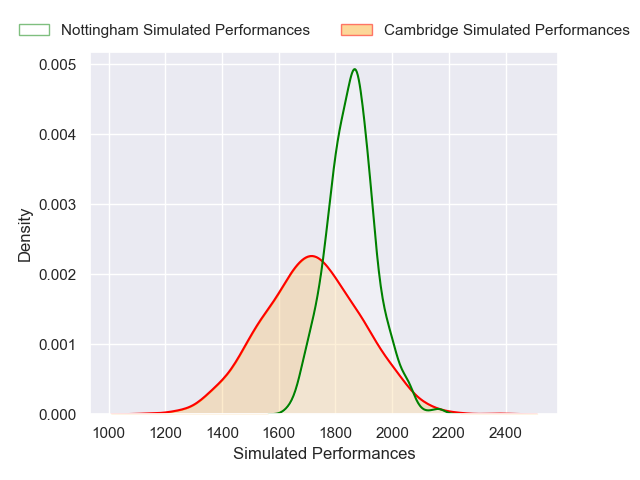 Nottingham Simulated Performances Cambridge Simulated Performances
0.005
0.004
0.003
0.002
0.001
0.000
Density
1000 1200 1400 1600 1800 2000 2200 2400
Simulated Performances